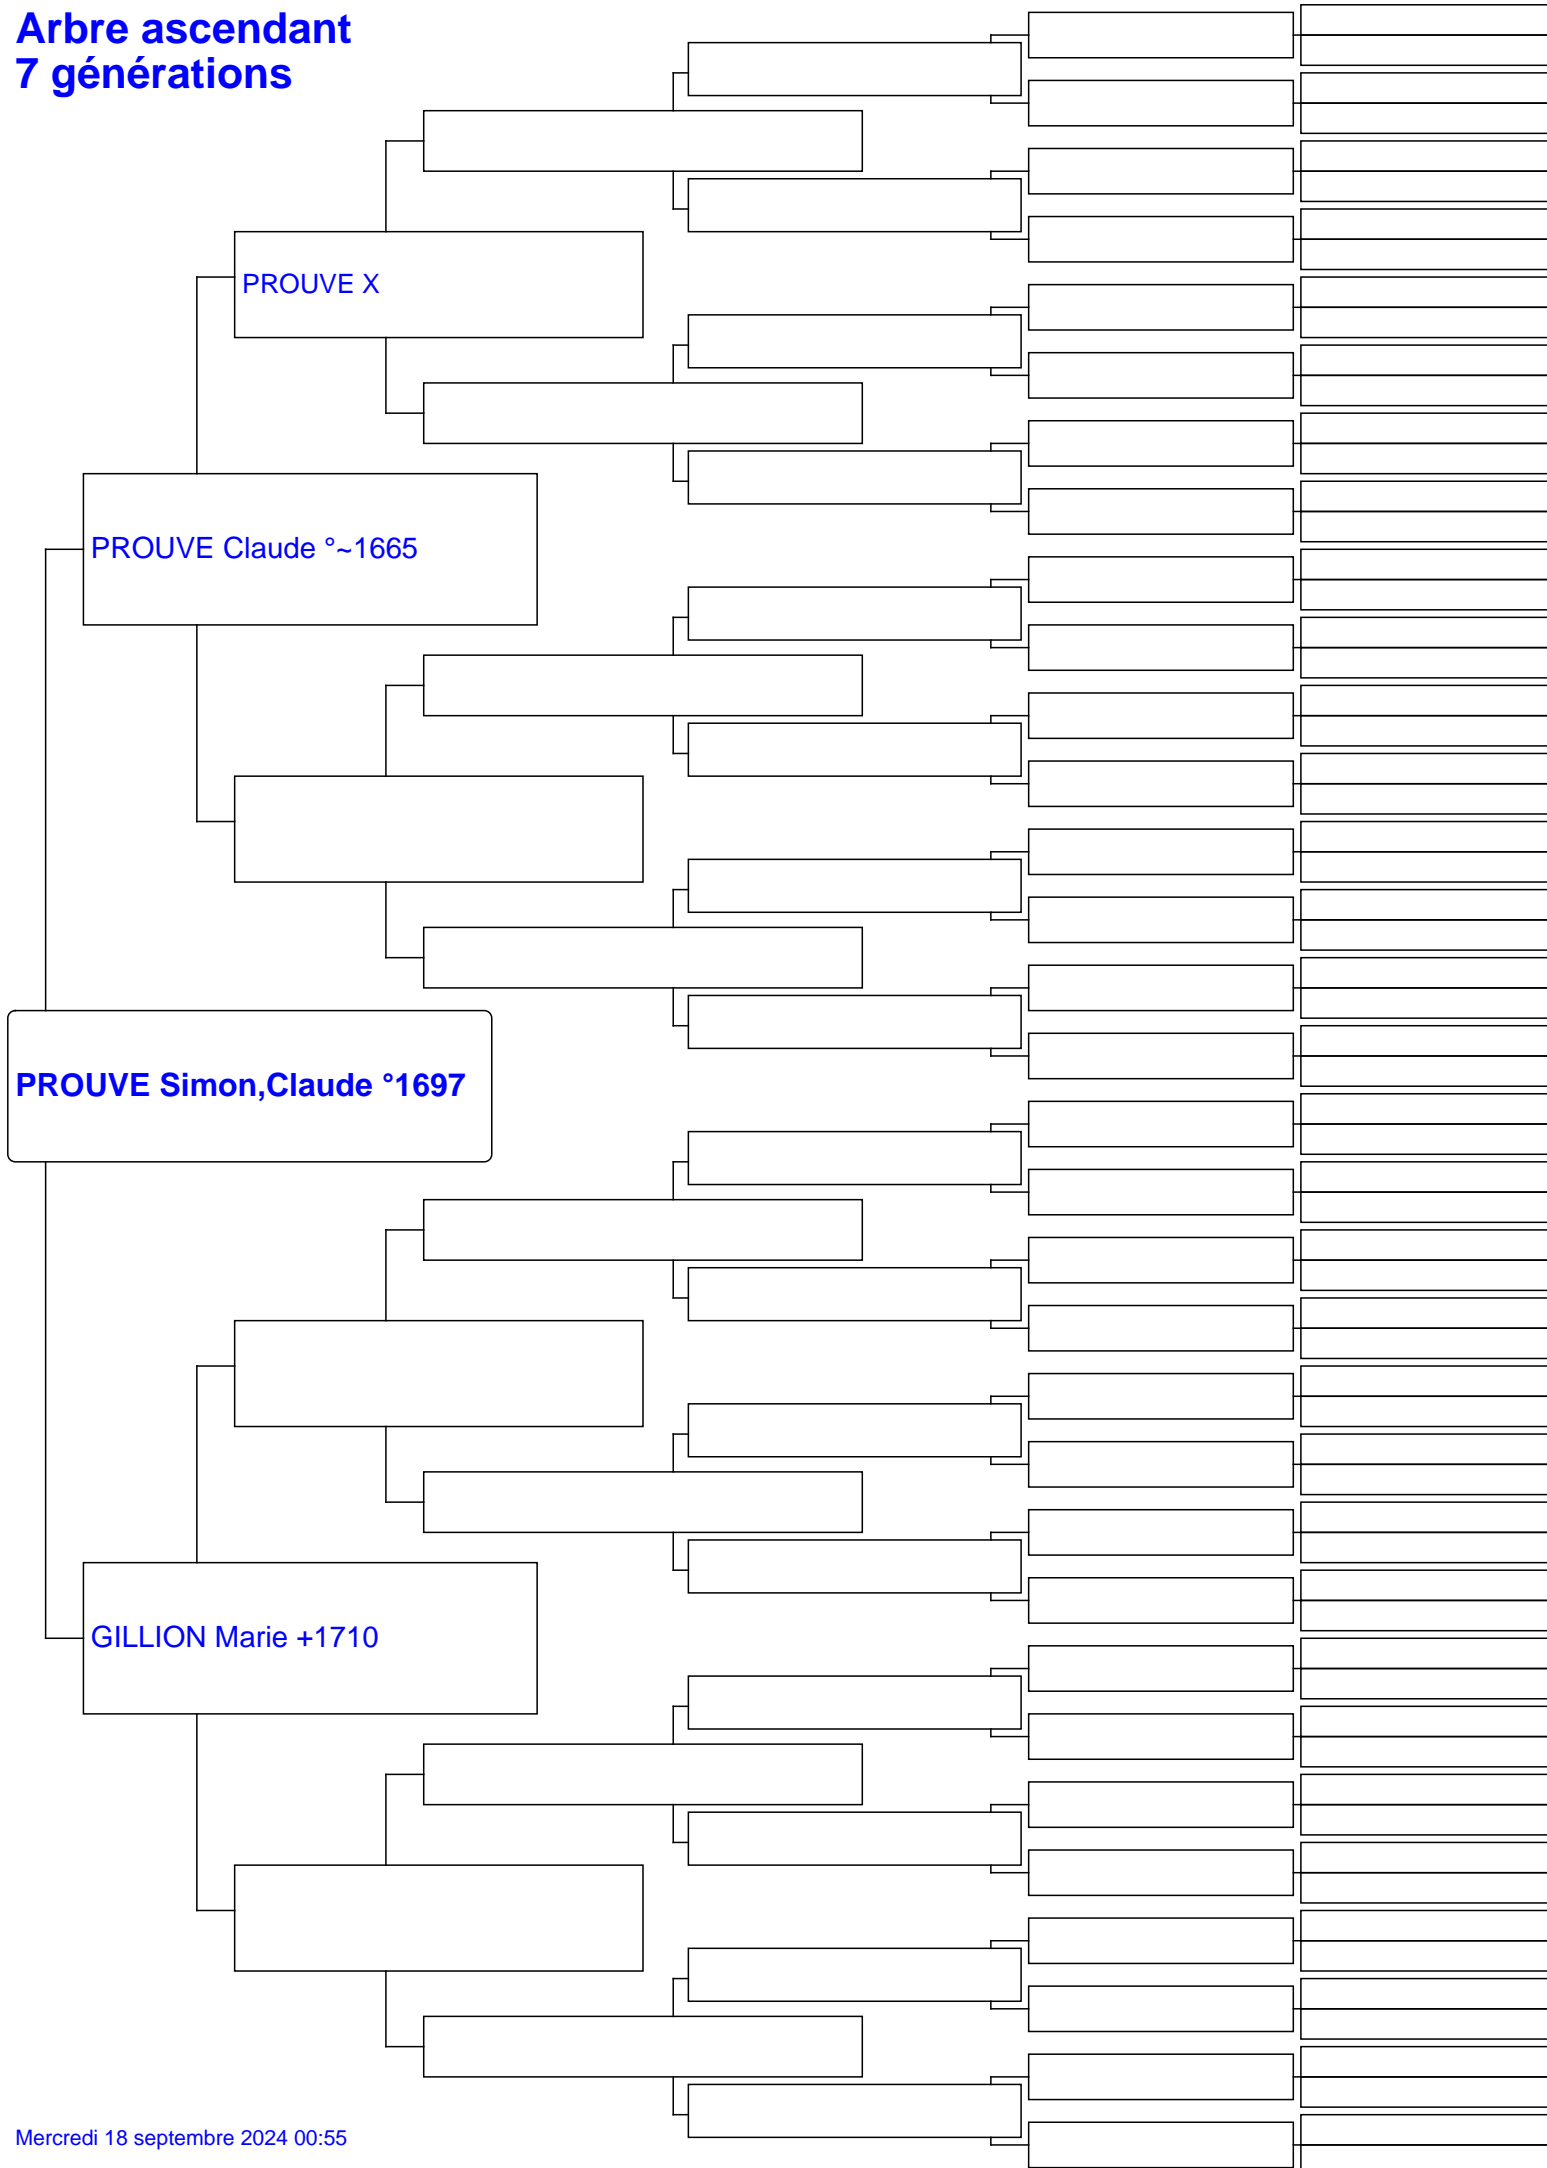 Arbre ascendant
7 générations
PROUVE X
PROUVE Claude °~1665
PROUVE Simon,Claude °1697
GILLION Marie +1710
Mercredi 18 septembre 2024 00:55